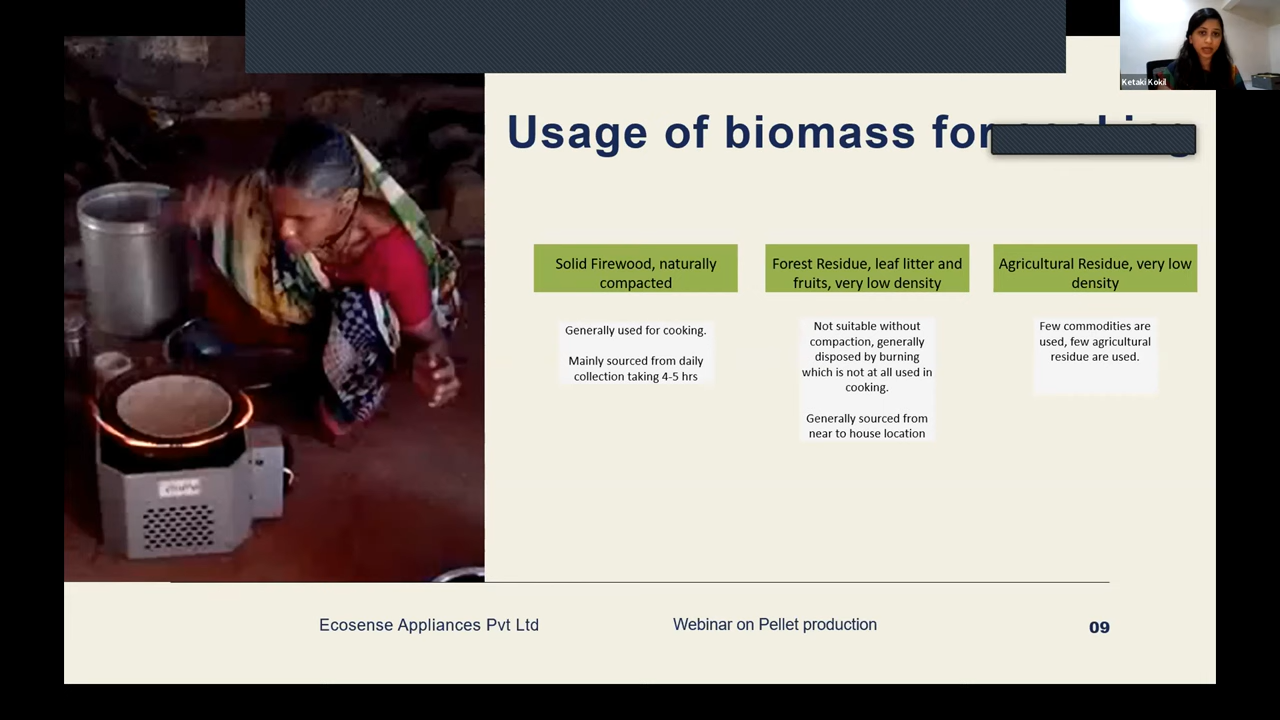 Ketaki Kokil
Usage of biomass for
Solid Firewood, naturally
compacted
Generally used for cooking.
Mainly sourced from daily
collection taking 4-5 hrs
Forest Residue, leaf litter and
fruits, very low density
Not suitable without
compaction, generally
disposed by burning
which is not at all used in
cooking.
Generally sourced from
near to house location
Agricultural Residue, very low
density
Few commodities are
used, few agricultural
residue are used.
Ecosense Appliances Pvt Ltd
Webinar on Pellet production
09